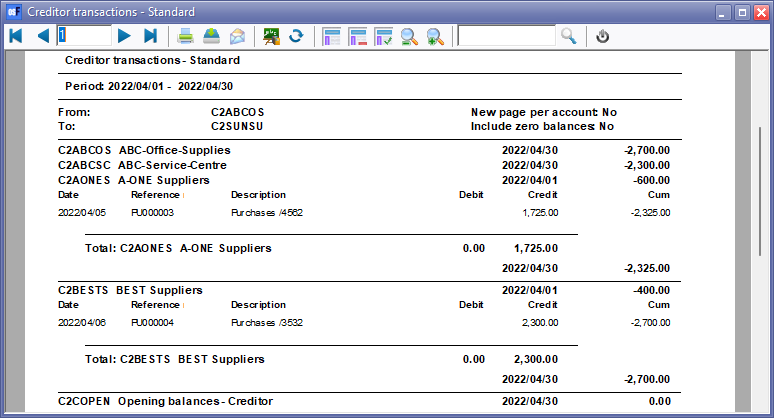 Creditor transactions - Standard
1
Creditor transactions - Standard
Period: 2022/04/01 - 2022/04/30
From: C2ABCOS New page per account: No
To: C2SUNSU Include zero balances: No
C2ABCOS ABC-Office-Supplies 2022/04/30 -2,700.00
C2ABCSC ABC-Service-Centre 2022/04/30 -2,300.00
C2AONES A-ONE Suppliers 2022/04/01 -600.00
Date Reference Description Debit Credit Cum
2022/04/05 PU000003 Purchases /4562 1,725.00 -2,325.00
Total: C2AONES A-ONE Suppliers 0.00 1,725.00
2022/04/30 -2,325.00
C2BESTS BEST Suppliers 2022/04/01 -400.00
Date Reference Description Debit Credit Cum
2022/04/06 PU000004 Purchases /3532 2,300.00 -2,700.00
Total: C2BESTS BEST Suppliers 0.00 2,300.00
2022/04/30 -2,700.00
C2COPEN Opening balances - Creditor 2022/04/30 0.00